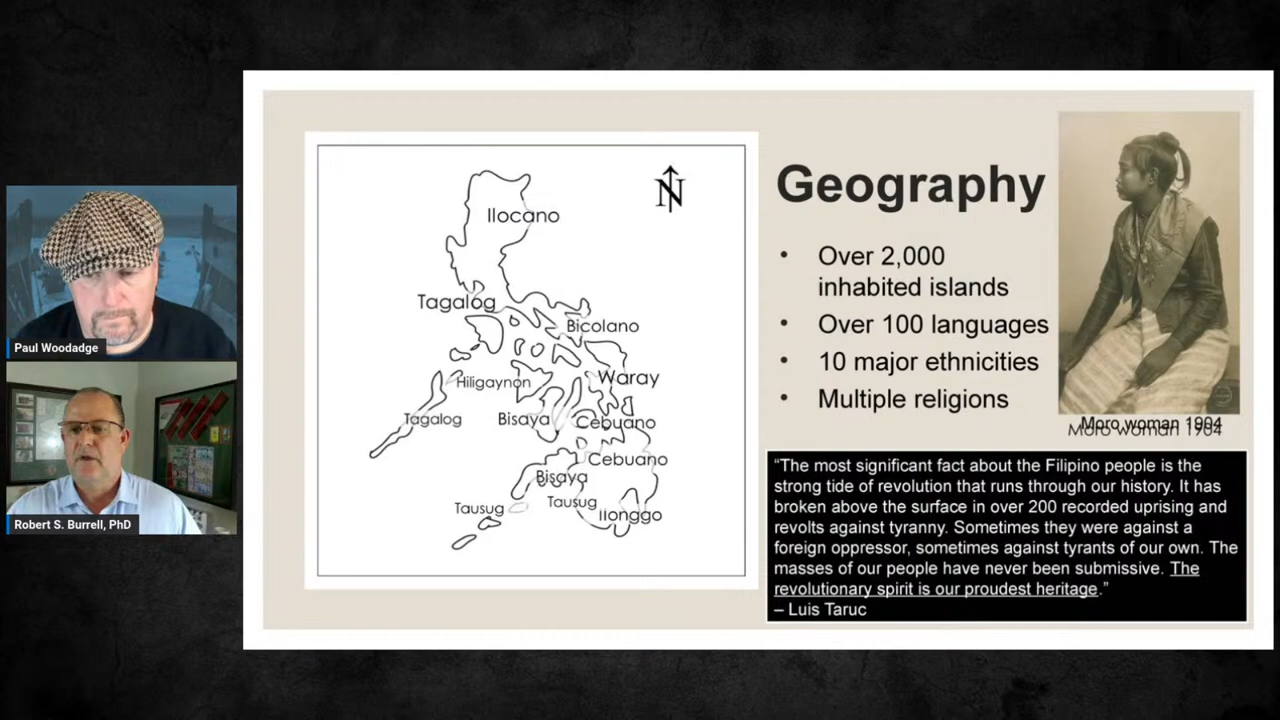 Paul Woodadge
Robert S. Burrell, PhD
N
Ilocano
Tagalog
Bicolano
Waray
Hiligaynon
Tagalog
Bisaya
Cebuano
Cebuano
Bisaya
Tausug
Tausug
Ilonggo
Geography
• Over 2,000
inhabited islands
• Over 100 languages
• 10 major ethnicities
• Multiple religions
Moro woman 1904
Moro woman 1904
“The most significant fact about the Filipino people is the
strong tide of revolution that runs through our history. It has
broken above the surface in over 200 recorded uprising and
revolts against tyranny. Sometimes they were against a
foreign oppressor, sometimes against tyrants of our own. The
masses of our people have never been submissive. The
revolutionary spirit is our proudest heritage.”
– Luis Taruc